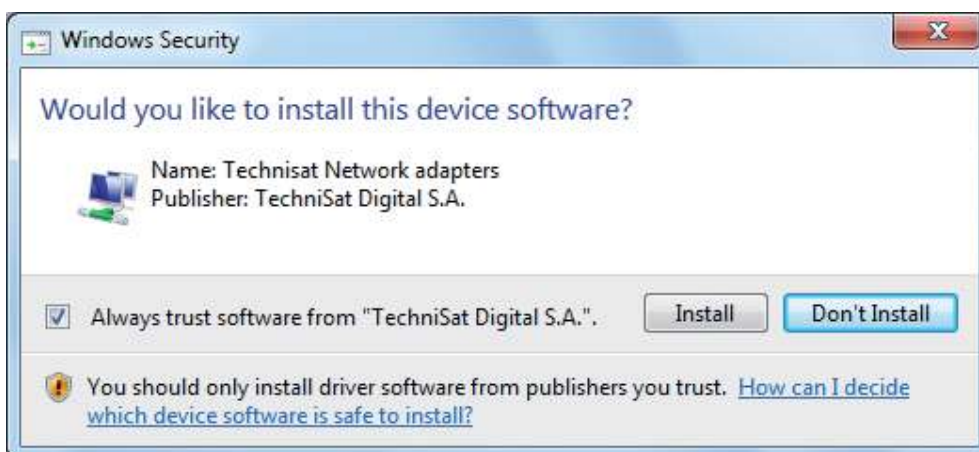 Windows Security
Would you like to install this device software?
Name: Technisat Network adapters
Publisher: TechniSat Digital S.A.
Always trust software from "TechniSat Digital S.A.".
Install
Don't Install
You should only install driver software from publishers you trust. How can I decide
which device software is safe to install?